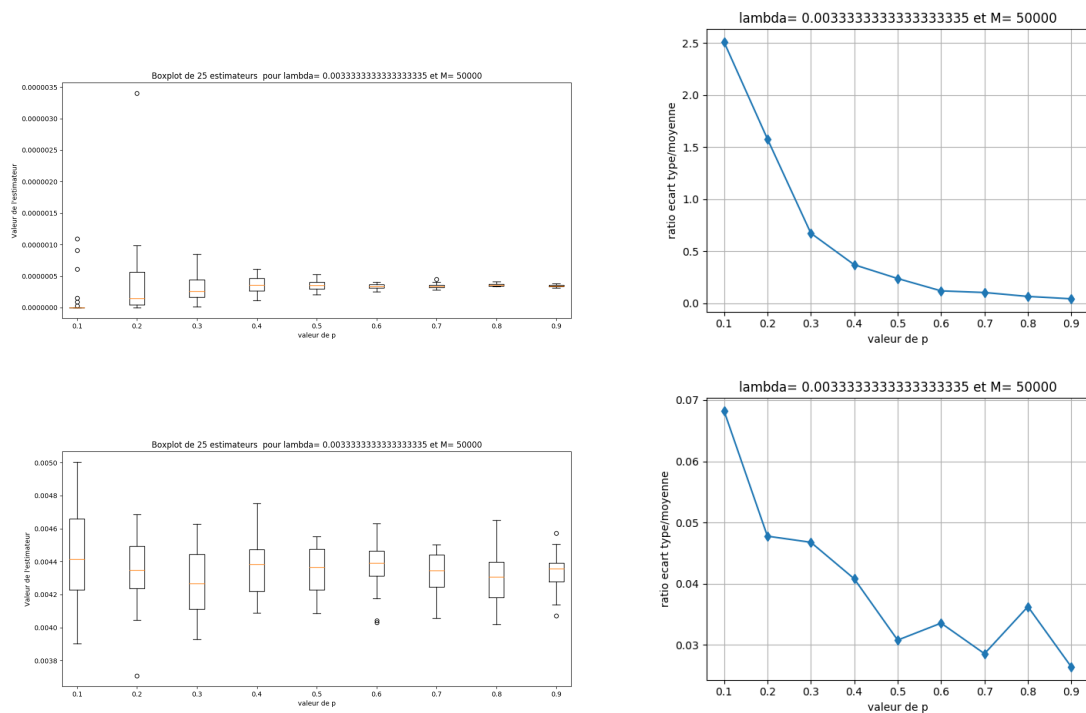 Boxplot de 25 estimateurs pour lambda= 0.0033333333333333335 et M= 50000
0.0000035
0.0000030
0.0000025
0.0000020
0.0000015
0.0000010
0.0000005
0.0000000
Valeur de l'estimateur
0.1 0.2 0.3 0.4 0.5 0.6 0.7 0.8 0.9
valeur de p
lambda= 0.0033333333333333335 et M= 50000
2.5
2.0
1.5
1.0
0.5
0.0
ratio ecart type/moyenne
0.1 0.2 0.3 0.4 0.5 0.6 0.7 0.8 0.9
valeur de p
Boxplot de 25 estimateurs pour lambda= 0.0033333333333333335 et M= 50000
0.0050
0.0048
0.0046
0.0044
0.0042
0.0040
0.0038
Valeur de l'estimateur
0.1 0.2 0.3 0.4 0.5 0.6 0.7 0.8 0.9
valeur de p
lambda= 0.0033333333333333335 et M= 50000
0.07
0.06
0.05
0.04
0.03
ratio ecart type/moyenne
0.1 0.2 0.3 0.4 0.5 0.6 0.7 0.8 0.9
valeur de p